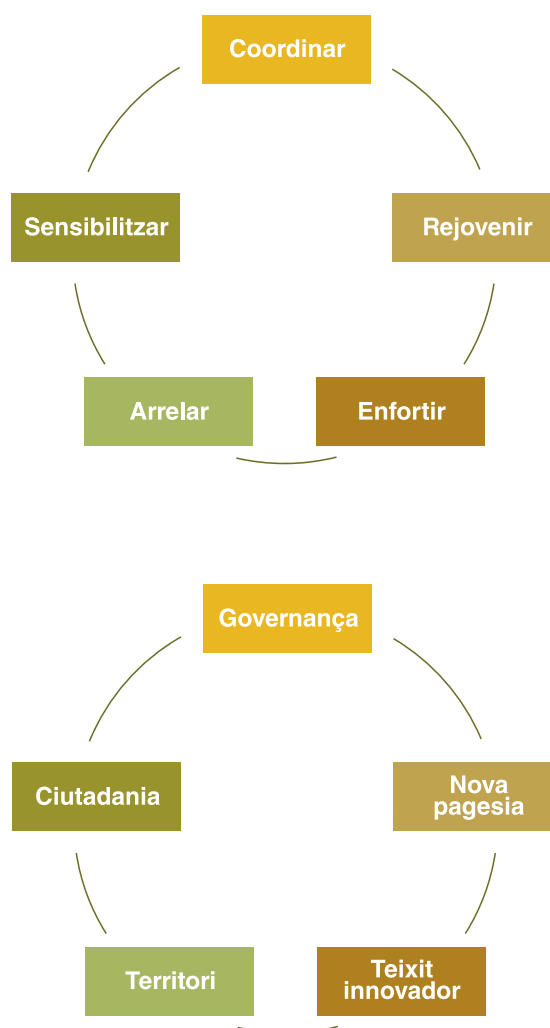 Coordinar
Sensibilitzar
Rejovenir
Arrelar
Enfortir
Governança
Ciutadania
Nova
pagesia
Territori
Teixit
innovador